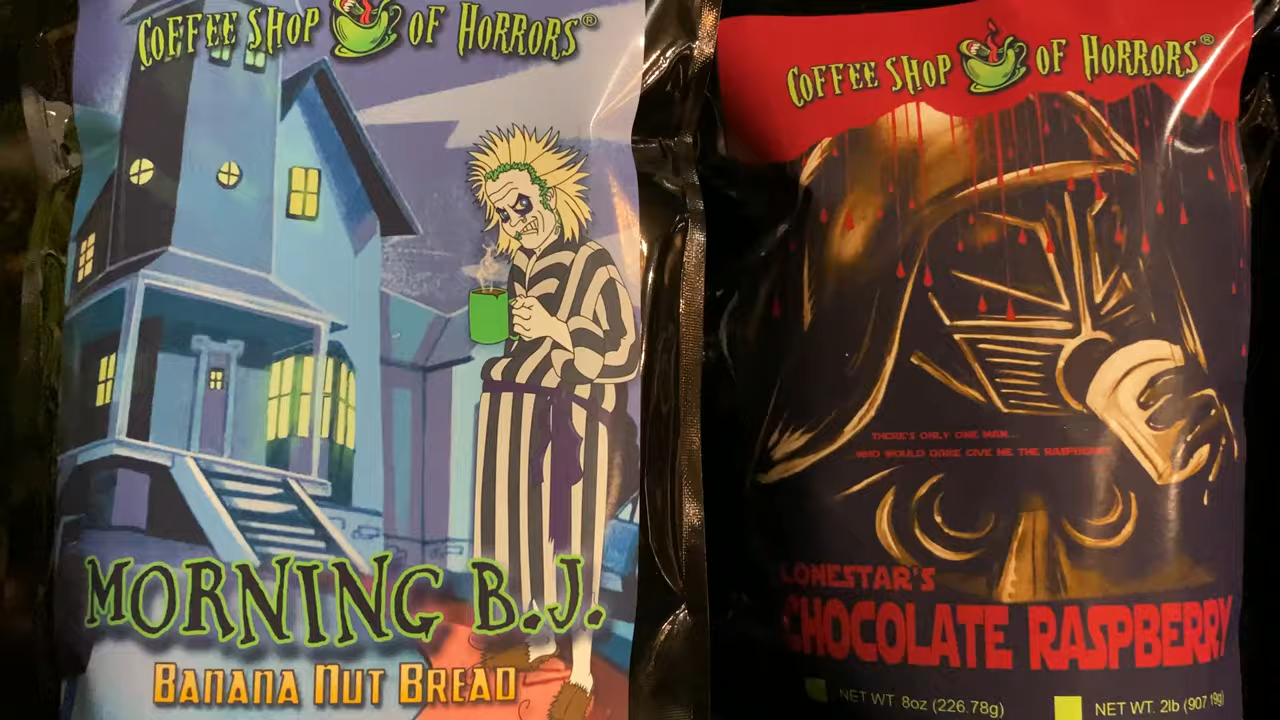 COFFEE SHOP OF HORRORS®
MORNING B.J.
BANANA NUT BREAD
COFFEE SHOP OF HORRORS®
THERE'S ONLY ONE MAN...
WHO WOULD DARE GIVE ME THE RASPBERRY
LONESTAR'S
CHOCOLATE RASPBERRY
NET WT. 8oz (226.78g)
NET WT. 2lb (907.19g)